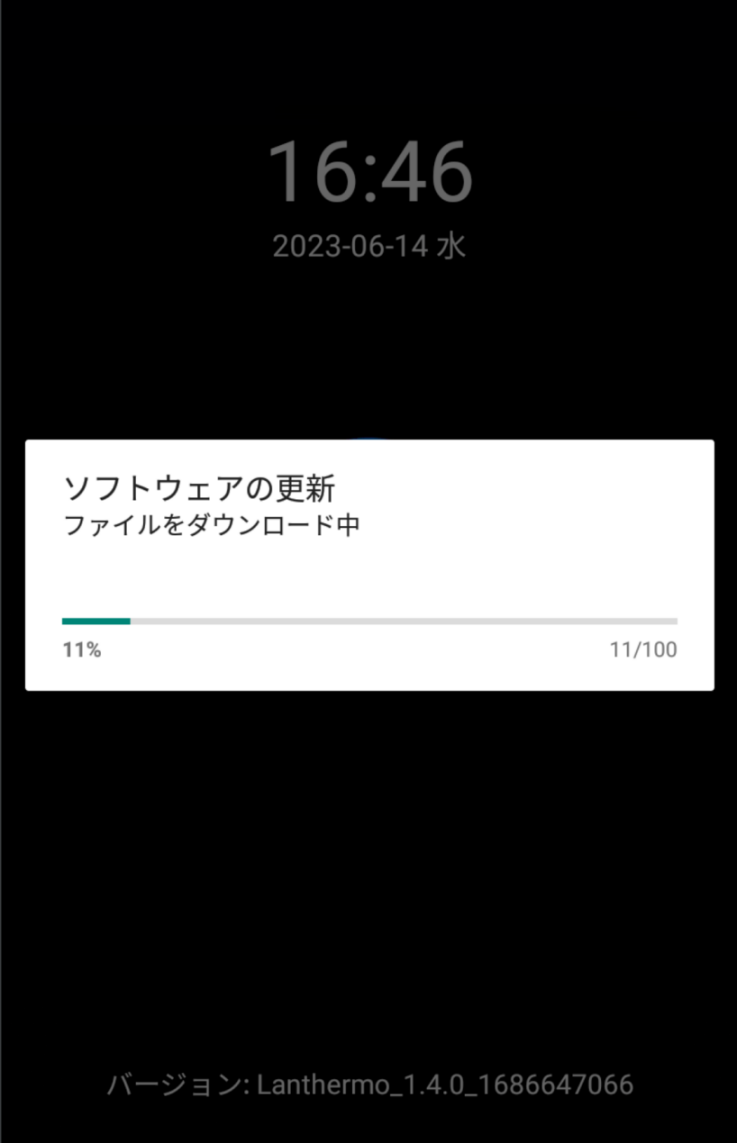 16:46
2023-06-14 水
ソフトウェアの更新
ファイルをダウンロード中
11%
11/100
バージョン: Lanthermo_1.4.0_1686647066